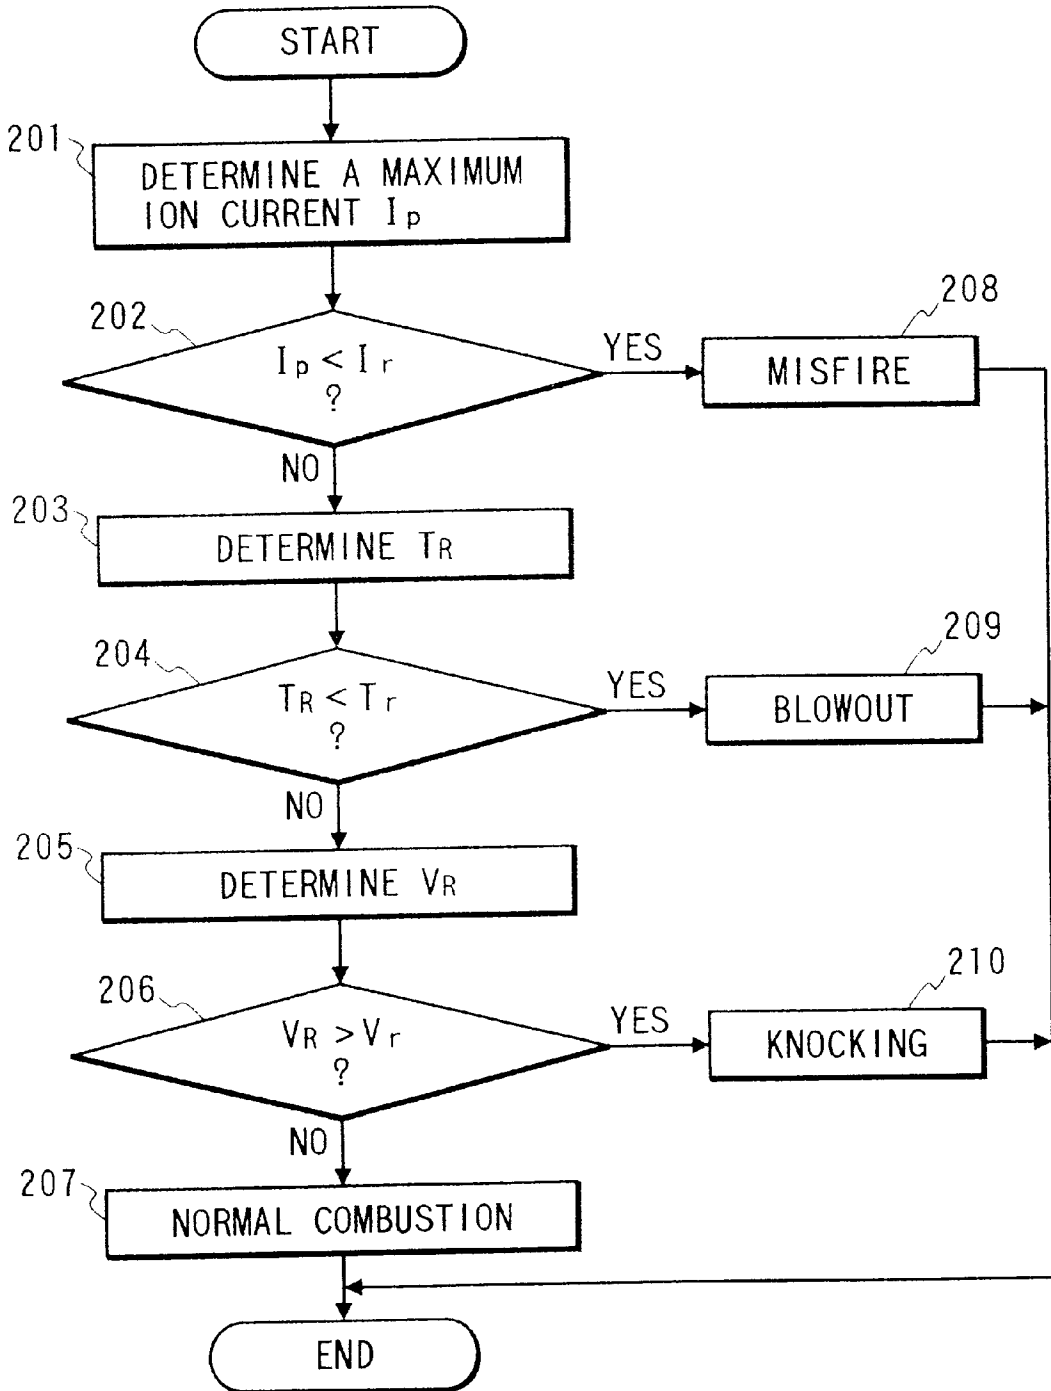 START
201
DETERMINE A MAXIMUM
ION CURRENT Ip
202
Ip < Ir
?
YES
208
MISFIRE
NO
203
DETERMINE TR
204
TR < Tr
?
YES
209
BLOWOUT
NO
205
DETERMINE VR
206
VR > Vr
?
YES
210
KNOCKING
NO
207
NORMAL COMBUSTION
END